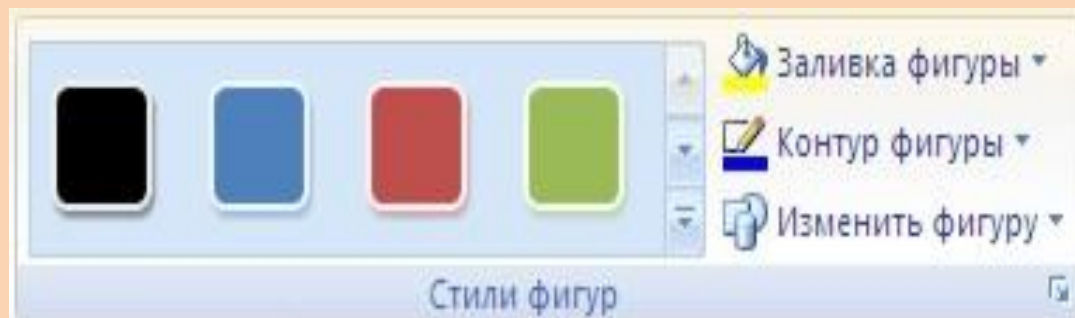 Заливка фигуры
Контур фигуры
Изменить фигуру
Стили фигур